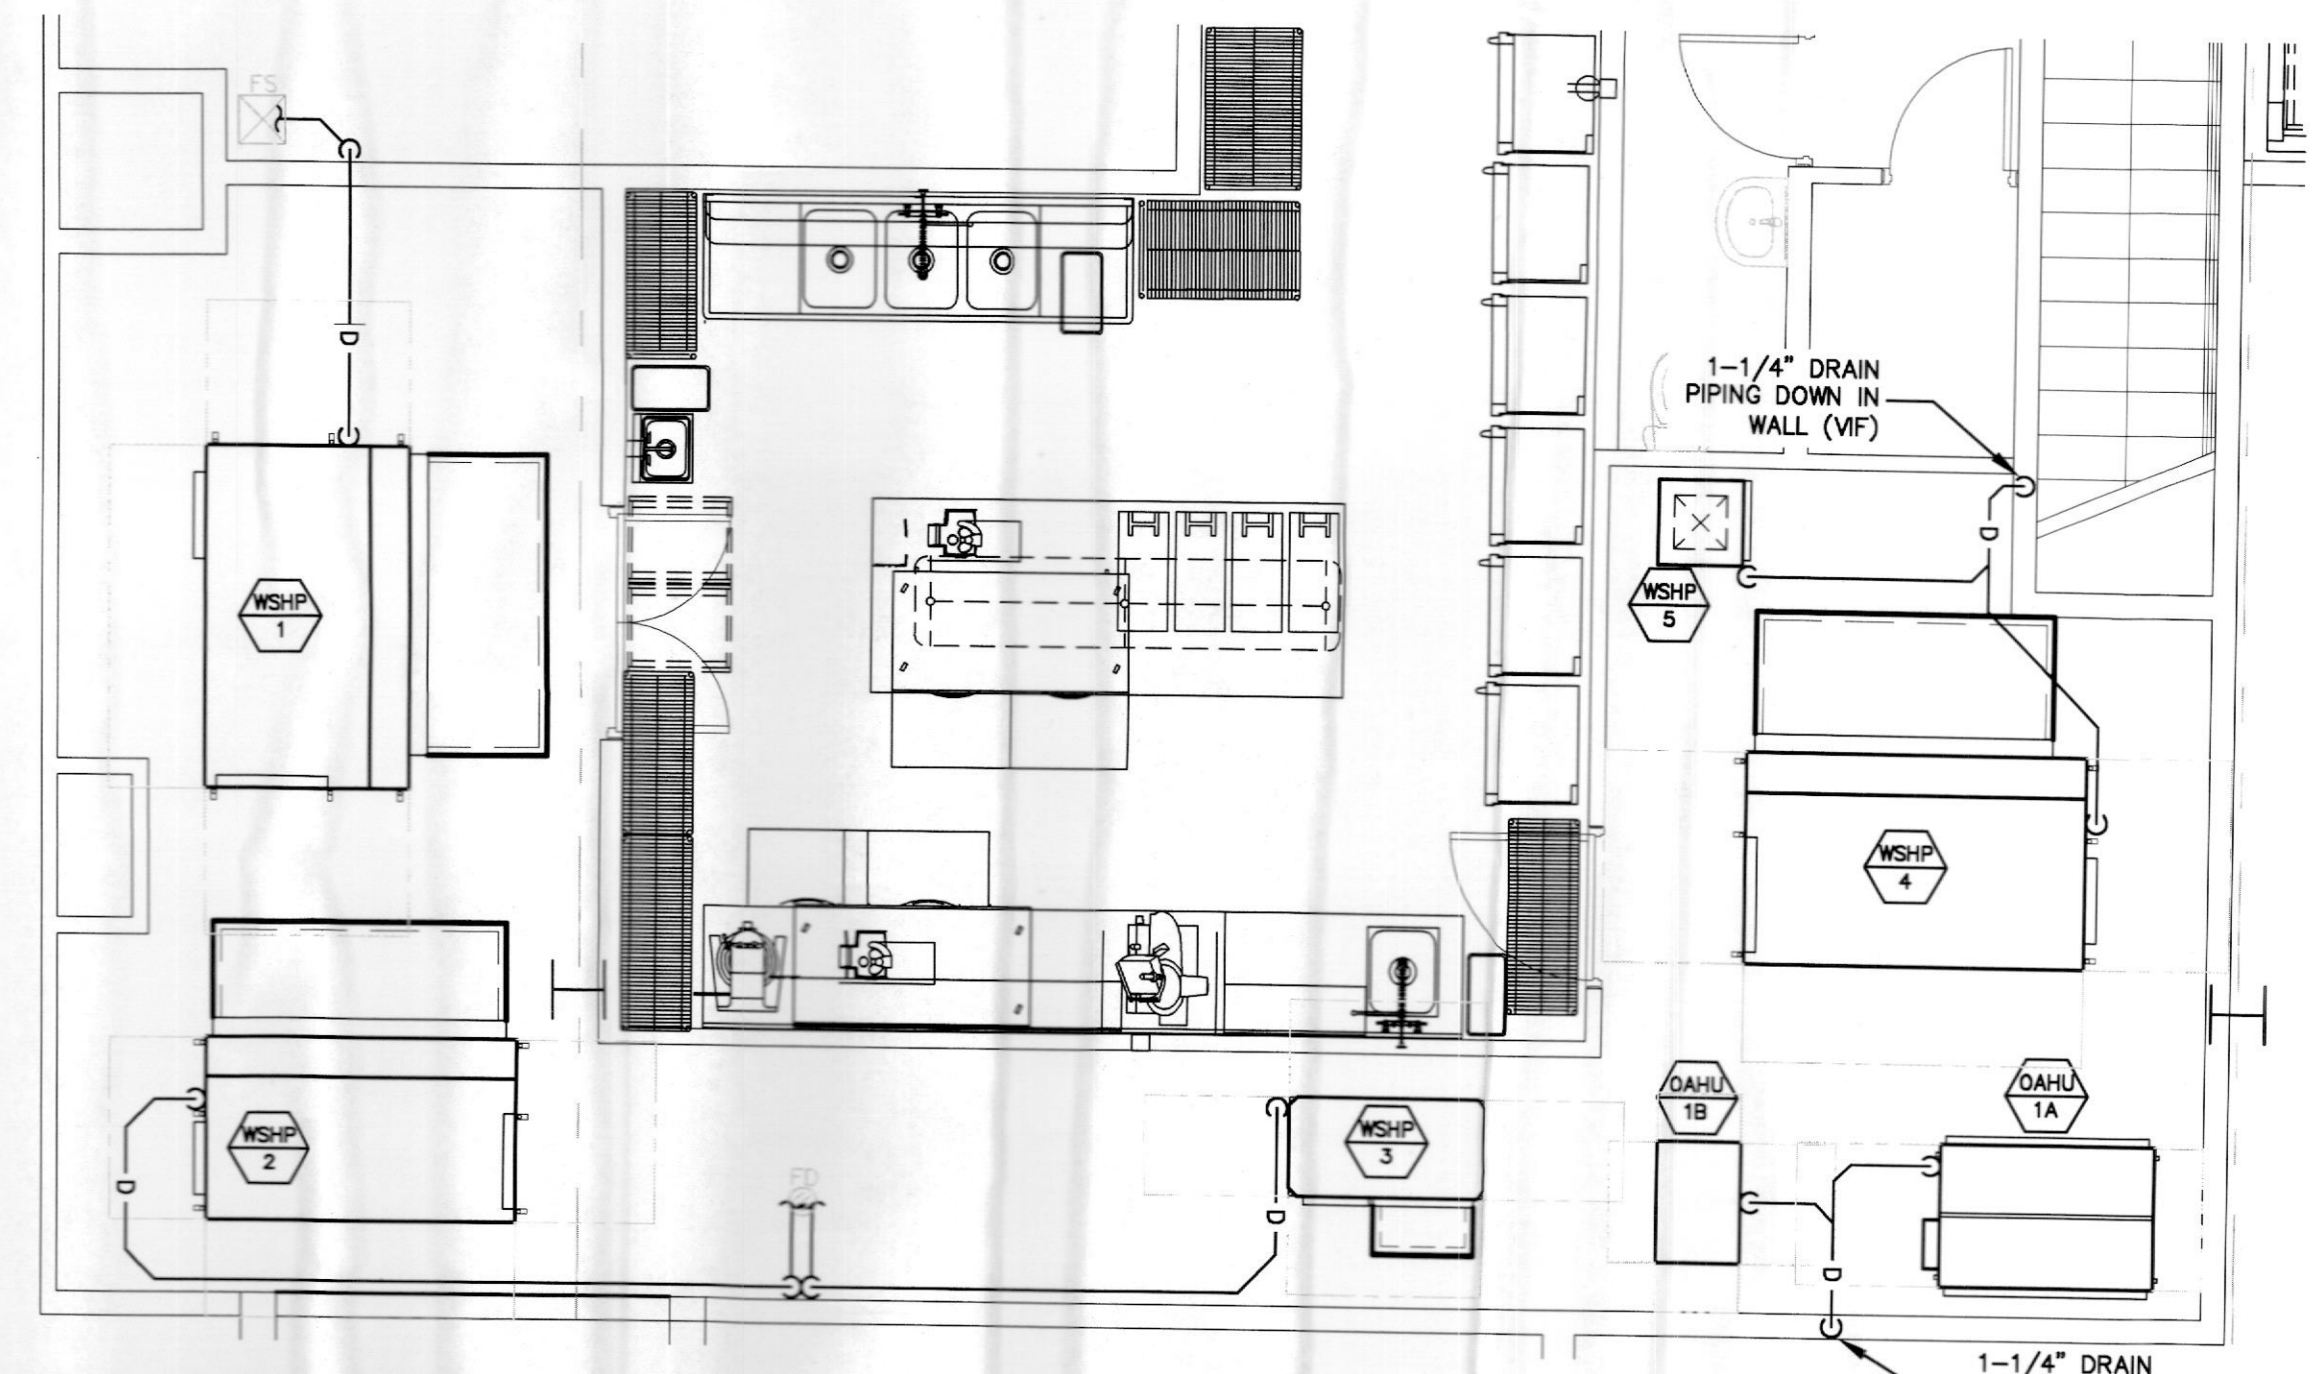 FS
D
1-1/4" DRAIN
PIPING DOWN IN
WALL (VIF)
D
WSHP
1
WSHP
5
WSHP
4
OAHU
1B
OAHU
1A
WSHP
2
WSHP
3
D
FD
D
D
1-1/4" DRAIN